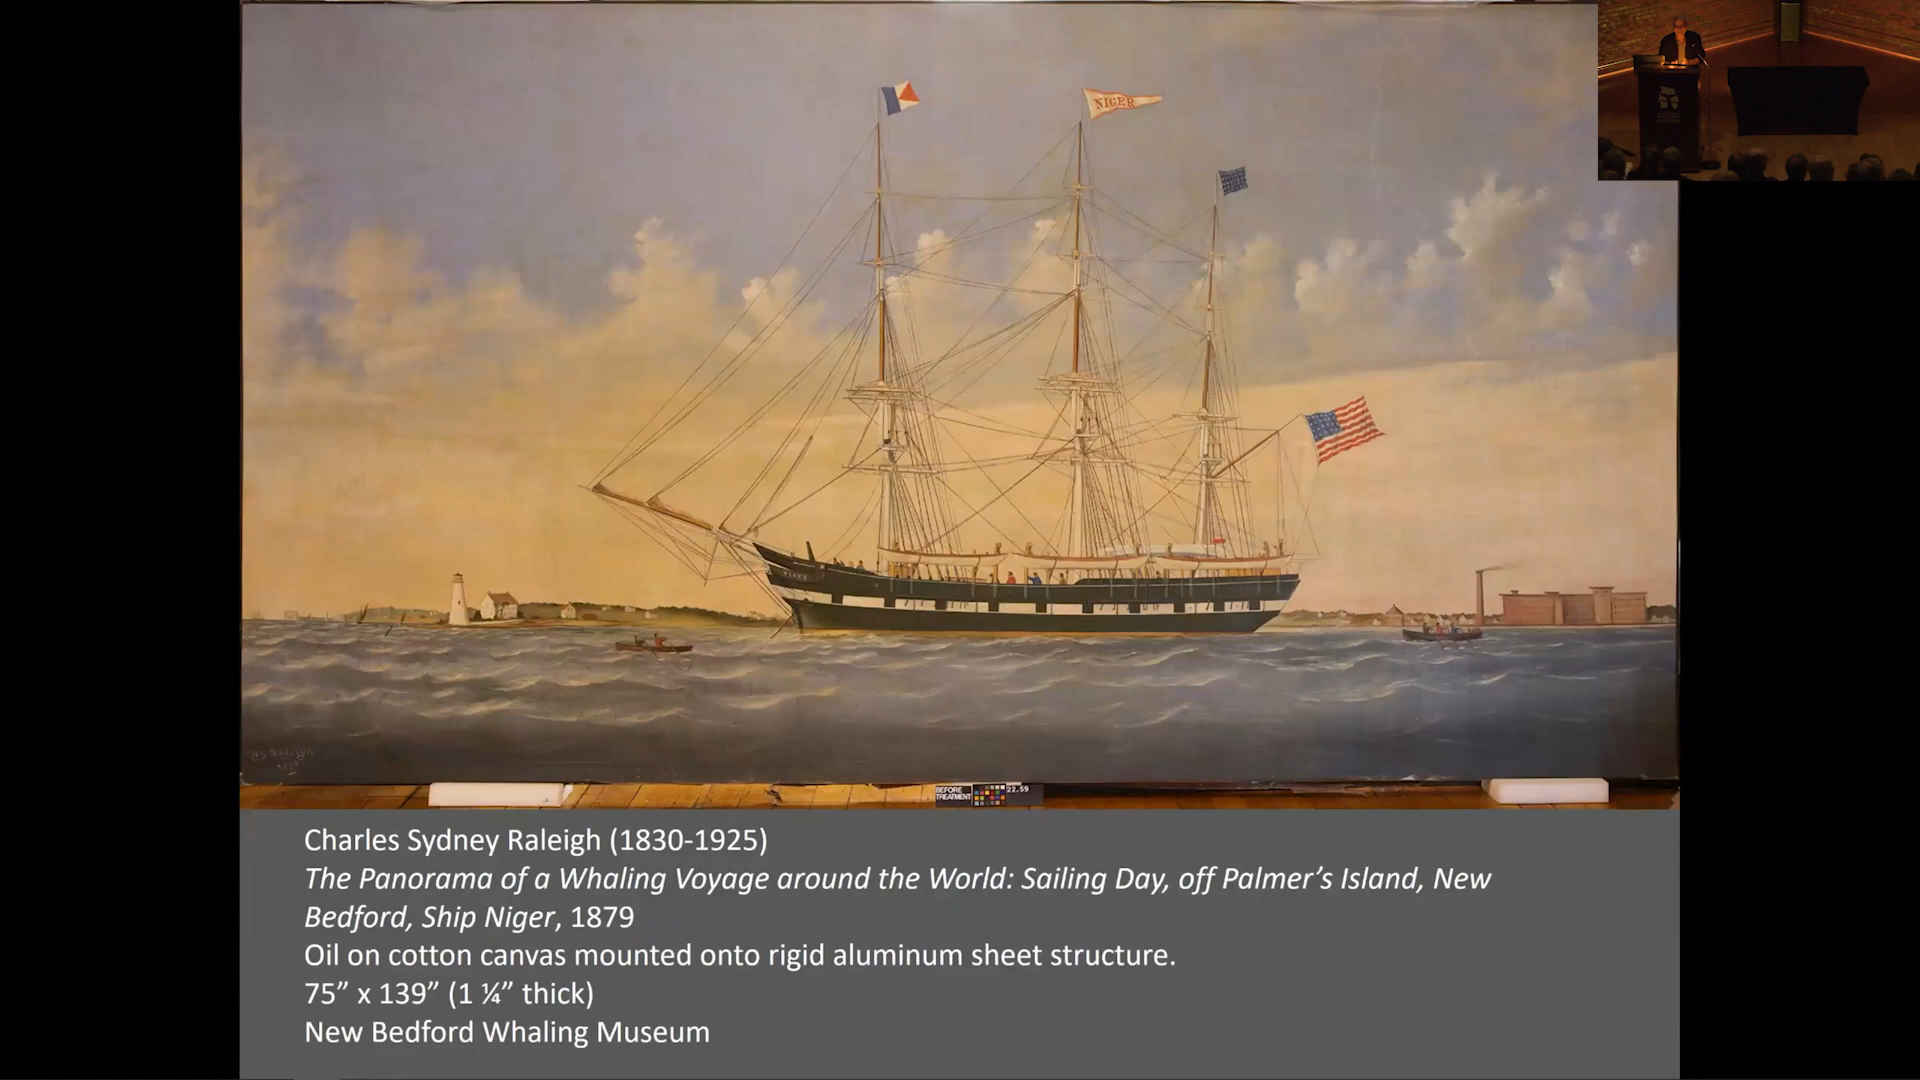 NIGER
NIGER
BEFORE
TREATMENT
22.59
Charles Sydney Raleigh (1830-1925)
The Panorama of a Whaling Voyage around the World: Sailing Day, off Palmer’s Island, New
Bedford, Ship Niger, 1879
Oil on cotton canvas mounted onto rigid aluminum sheet structure.
75” x 139” (1 ¼” thick)
New Bedford Whaling Museum